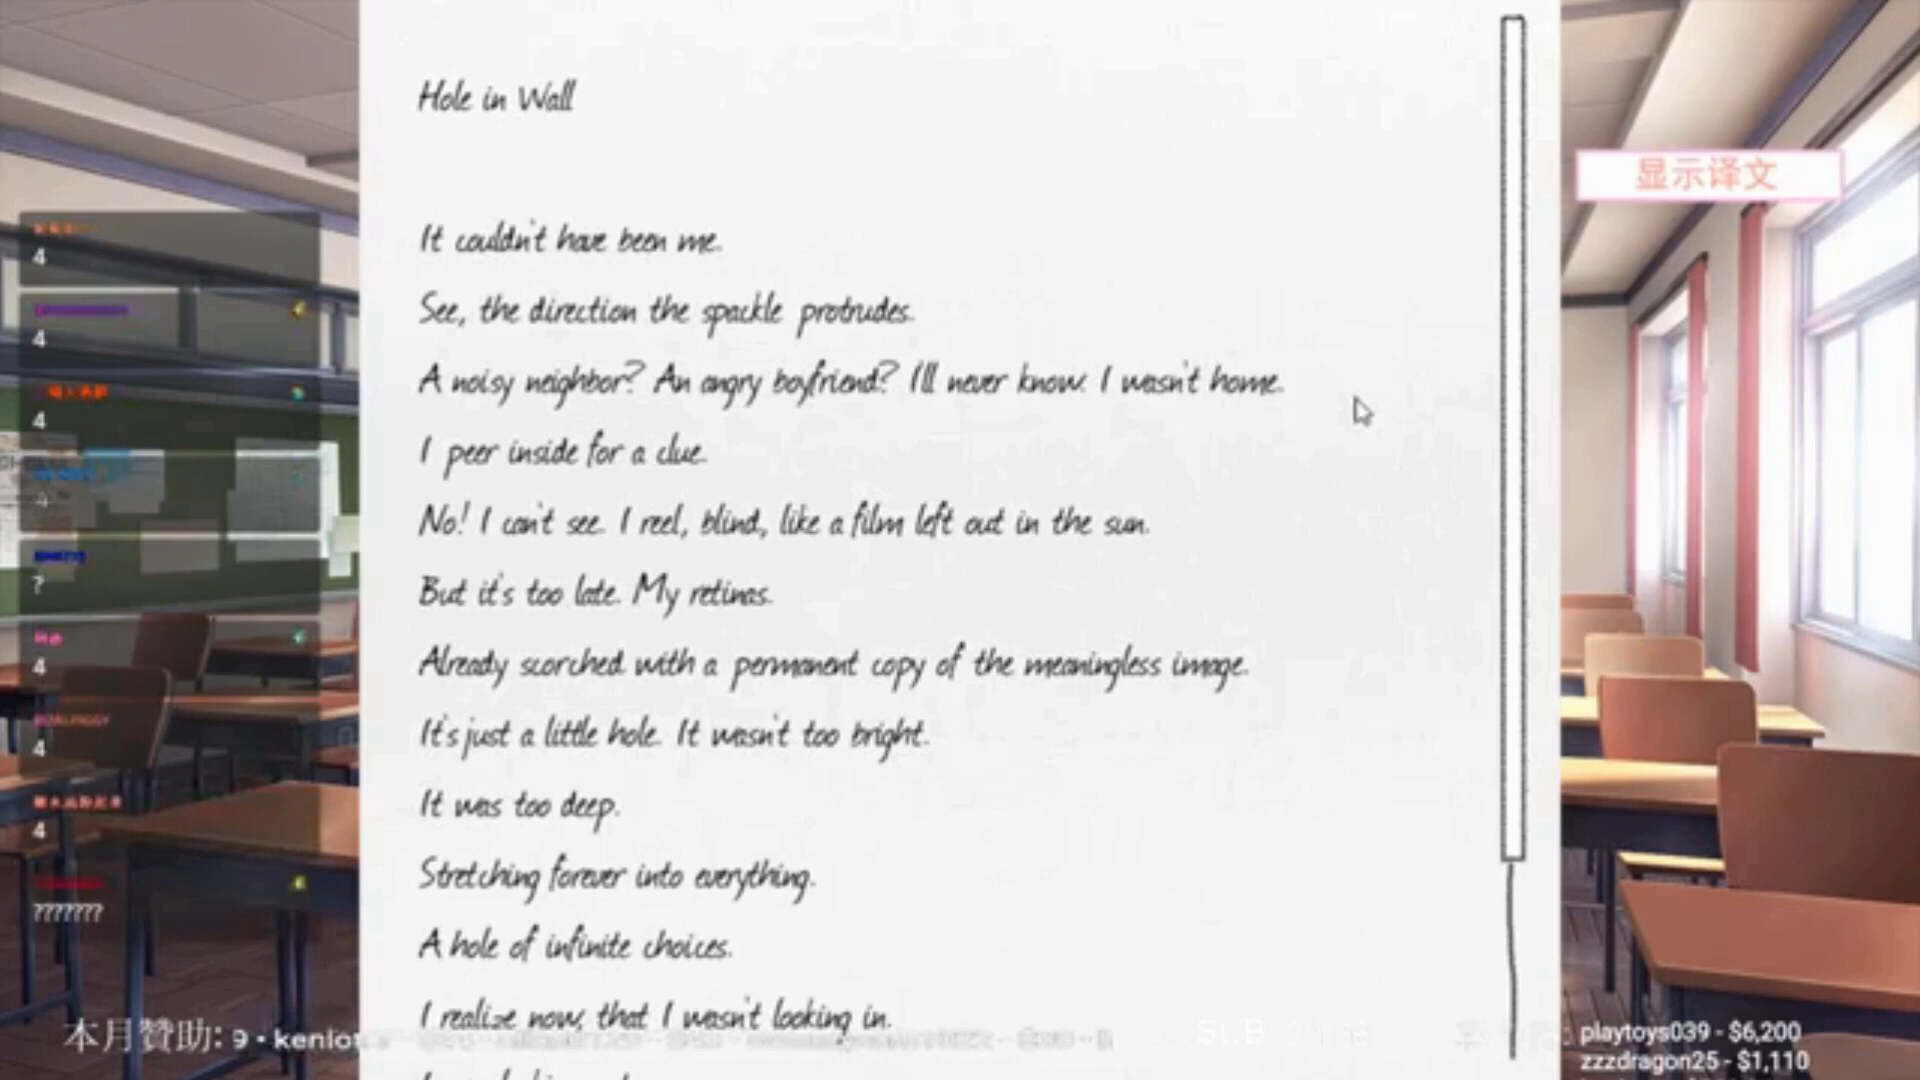 Hole in Wall
It couldn't have been me.
See, the direction the spackle protrudes.
A noisy neighbor? An angry boyfriend? I'll never know. I wasn't home.
I peer inside for a clue.
No! I can't see. I reel, blind, like a film left out in the sun.
But it's too late. My retinas.
Already scorched with a permanent copy of the meaningless image.
It's just a little hole. It wasn't too bright.
It was too deep.
Stretching forever into everything.
A hole of infinite choices.
I realize now, that I wasn't looking in.
显示译文
4
4
4
4
?
4
4
4
???????
本月贊助: 9 •
playtoys039 - $6,200
zzzdragon25 - $1,110